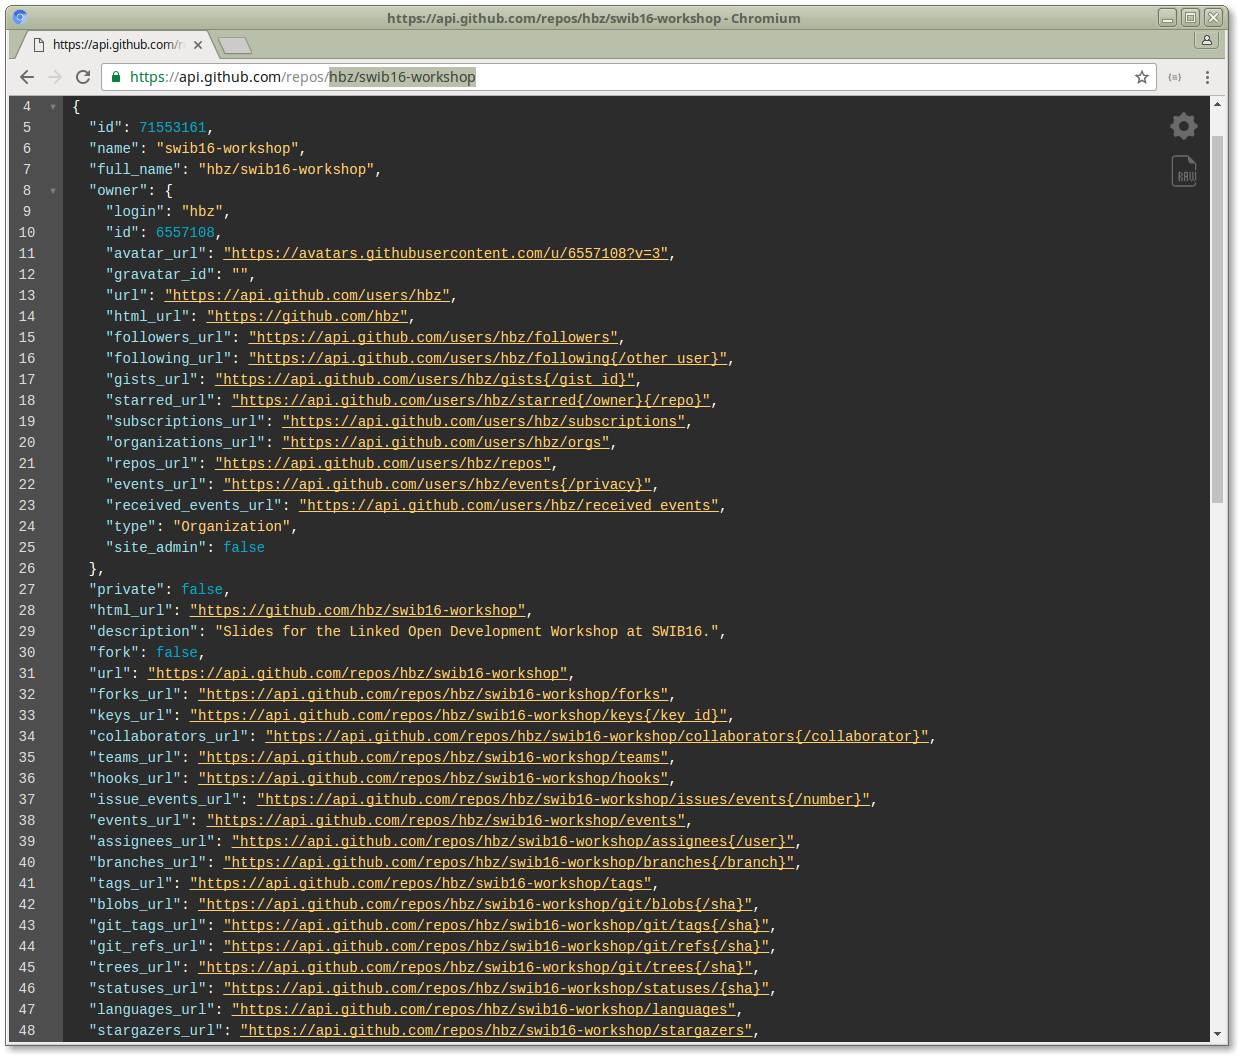 https://api.github.com/repos/hbz/swib16-workshop - Chromium
https://api.github.com/r
https://api.github.com/repos/hbz/swib16-workshop
4 {
5 "id": 71553161,
6 "name": "swib16-workshop",
7 "full_name": "hbz/swib16-workshop",
8 "owner": {
9 "login": "hbz",
10 "id": 6557108,
11 "avatar_url": "https://avatars.githubusercontent.com/u/6557108?v=3",
12 "gravatar_id": "",
13 "url": "https://api.github.com/users/hbz",
14 "html_url": "https://github.com/hbz",
15 "followers_url": "https://api.github.com/users/hbz/followers",
16 "following_url": "https://api.github.com/users/hbz/following{/other_user}",
17 "gists_url": "https://api.github.com/users/hbz/gists{/gist_id}",
18 "starred_url": "https://api.github.com/users/hbz/starred{/owner}{/repo}",
19 "subscriptions_url": "https://api.github.com/users/hbz/subscriptions",
20 "organizations_url": "https://api.github.com/users/hbz/orgs",
21 "repos_url": "https://api.github.com/users/hbz/repos",
22 "events_url": "https://api.github.com/users/hbz/events{/privacy}",
23 "received_events_url": "https://api.github.com/users/hbz/received_events",
24 "type": "Organization",
25 "site_admin": false
26 },
27 "private": false,
28 "html_url": "https://github.com/hbz/swib16-workshop",
29 "description": "Slides for the Linked Open Development Workshop at SWIB16.",
30 "fork": false,
31 "url": "https://api.github.com/repos/hbz/swib16-workshop",
32 "forks_url": "https://api.github.com/repos/hbz/swib16-workshop/forks",
33 "keys_url": "https://api.github.com/repos/hbz/swib16-workshop/keys{/key_id}",
34 "collaborators_url": "https://api.github.com/repos/hbz/swib16-workshop/collaborators{/collaborator}",
35 "teams_url": "https://api.github.com/repos/hbz/swib16-workshop/teams",
36 "hooks_url": "https://api.github.com/repos/hbz/swib16-workshop/hooks",
37 "issue_events_url": "https://api.github.com/repos/hbz/swib16-workshop/issues/events{/number}",
38 "events_url": "https://api.github.com/repos/hbz/swib16-workshop/events",
39 "assignees_url": "https://api.github.com/repos/hbz/swib16-workshop/assignees{/user}",
40 "branches_url": "https://api.github.com/repos/hbz/swib16-workshop/branches{/branch}",
41 "tags_url": "https://api.github.com/repos/hbz/swib16-workshop/tags",
42 "blobs_url": "https://api.github.com/repos/hbz/swib16-workshop/git/blobs{/sha}",
43 "git_tags_url": "https://api.github.com/repos/hbz/swib16-workshop/git/tags{/sha}",
44 "git_refs_url": "https://api.github.com/repos/hbz/swib16-workshop/git/refs{/sha}",
45 "trees_url": "https://api.github.com/repos/hbz/swib16-workshop/git/trees{/sha}",
46 "statuses_url": "https://api.github.com/repos/hbz/swib16-workshop/statuses/{sha}",
47 "languages_url": "https://api.github.com/repos/hbz/swib16-workshop/languages",
48 "stargazers_url": "https://api.github.com/repos/hbz/swib16-workshop/stargazers",
RAW